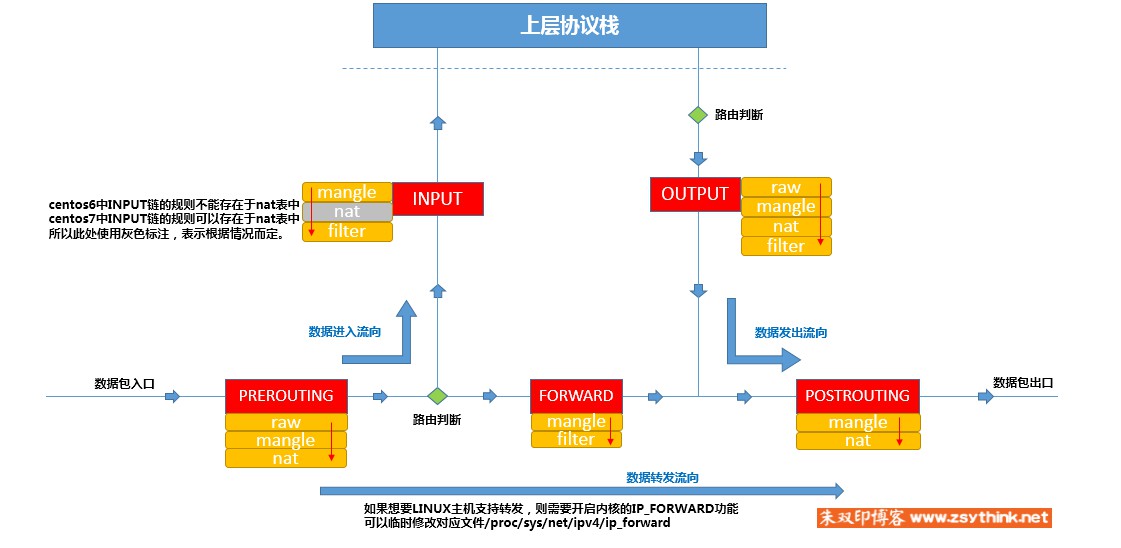 上层协议栈
路由判断
mangle
nat
filter
INPUT
OUTPUT
raw
mangle
nat
filter
centos6中INPUT链的规则不能存在于nat表中
centos7中INPUT链的规则可以存在于nat表中
所以此处使用灰色标注，表示根据情况而定。
数据进入流向
数据发出流向
数据包入口
PREROUTING
raw
mangle
nat
路由判断
FORWARD
mangle
filter
POSTROUTING
mangle
nat
数据包出口
数据转发流向
如果想要LINUX主机支持转发，则需要开启内核的IP_FORWARD功能
可以临时修改对应文件/proc/sys/net/ipv4/ip_forward
朱双印博客 www.zsythink.net